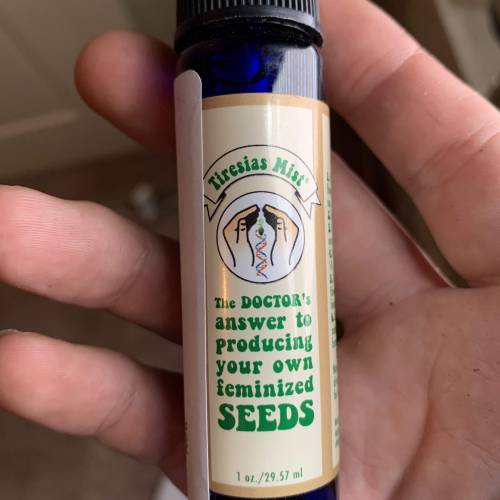 Tiresias Mist®
The DOCTOR's
answer to
producing
your own
feminized
SEEDS
1 oz./29.57 ml